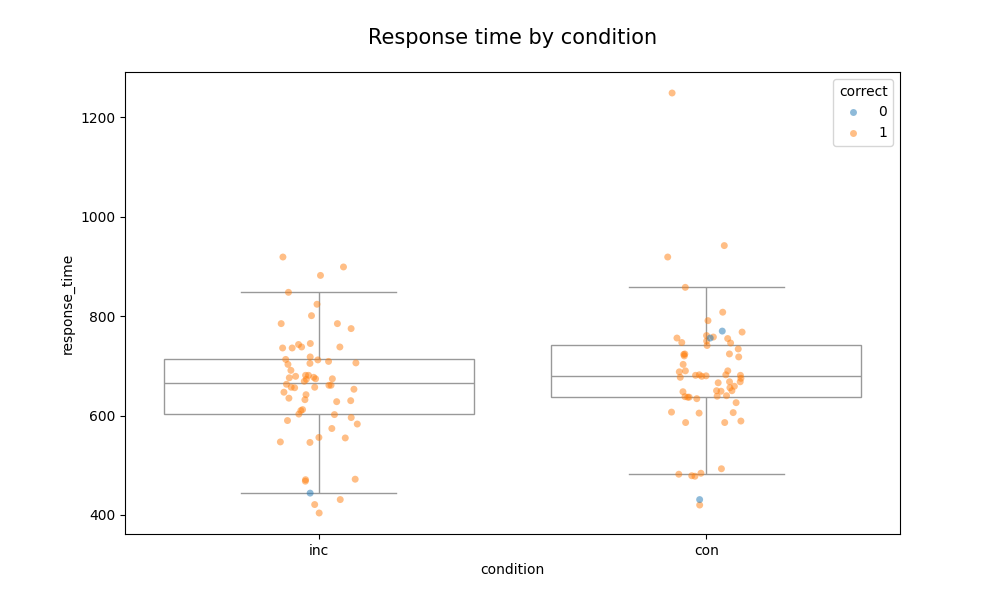 Response time by condition
correct
0
1
1200
1000
800
600
400
response_time
inc
con
condition